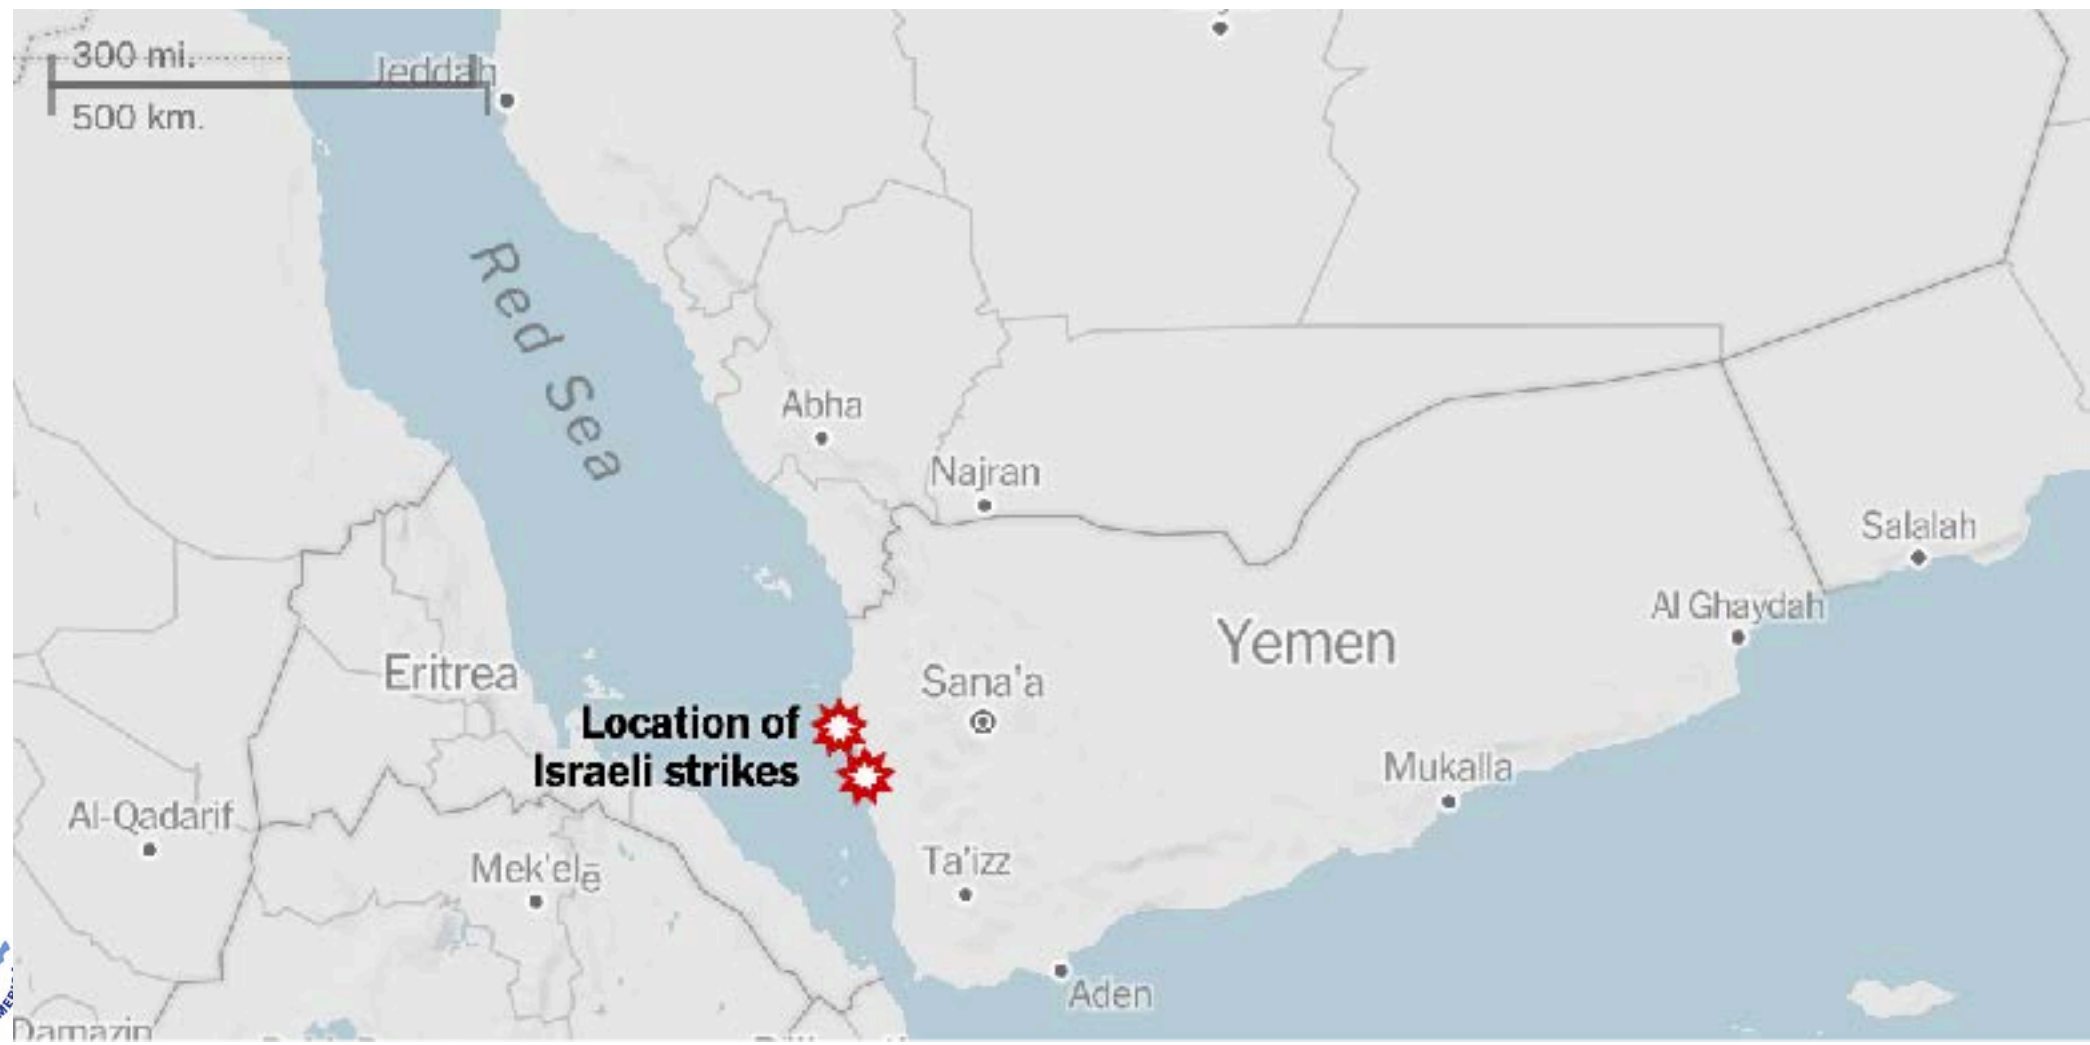 300 mi.
500 km.
Jeddah
Red Sea
Abha
Najran
Salalah
Al Ghaydah
Yemen
Eritrea
Sana'a
Location of
Israeli strikes
Mukalla
Al-Qadarif
Ta'izz
Mek'elē
Aden
Damazin